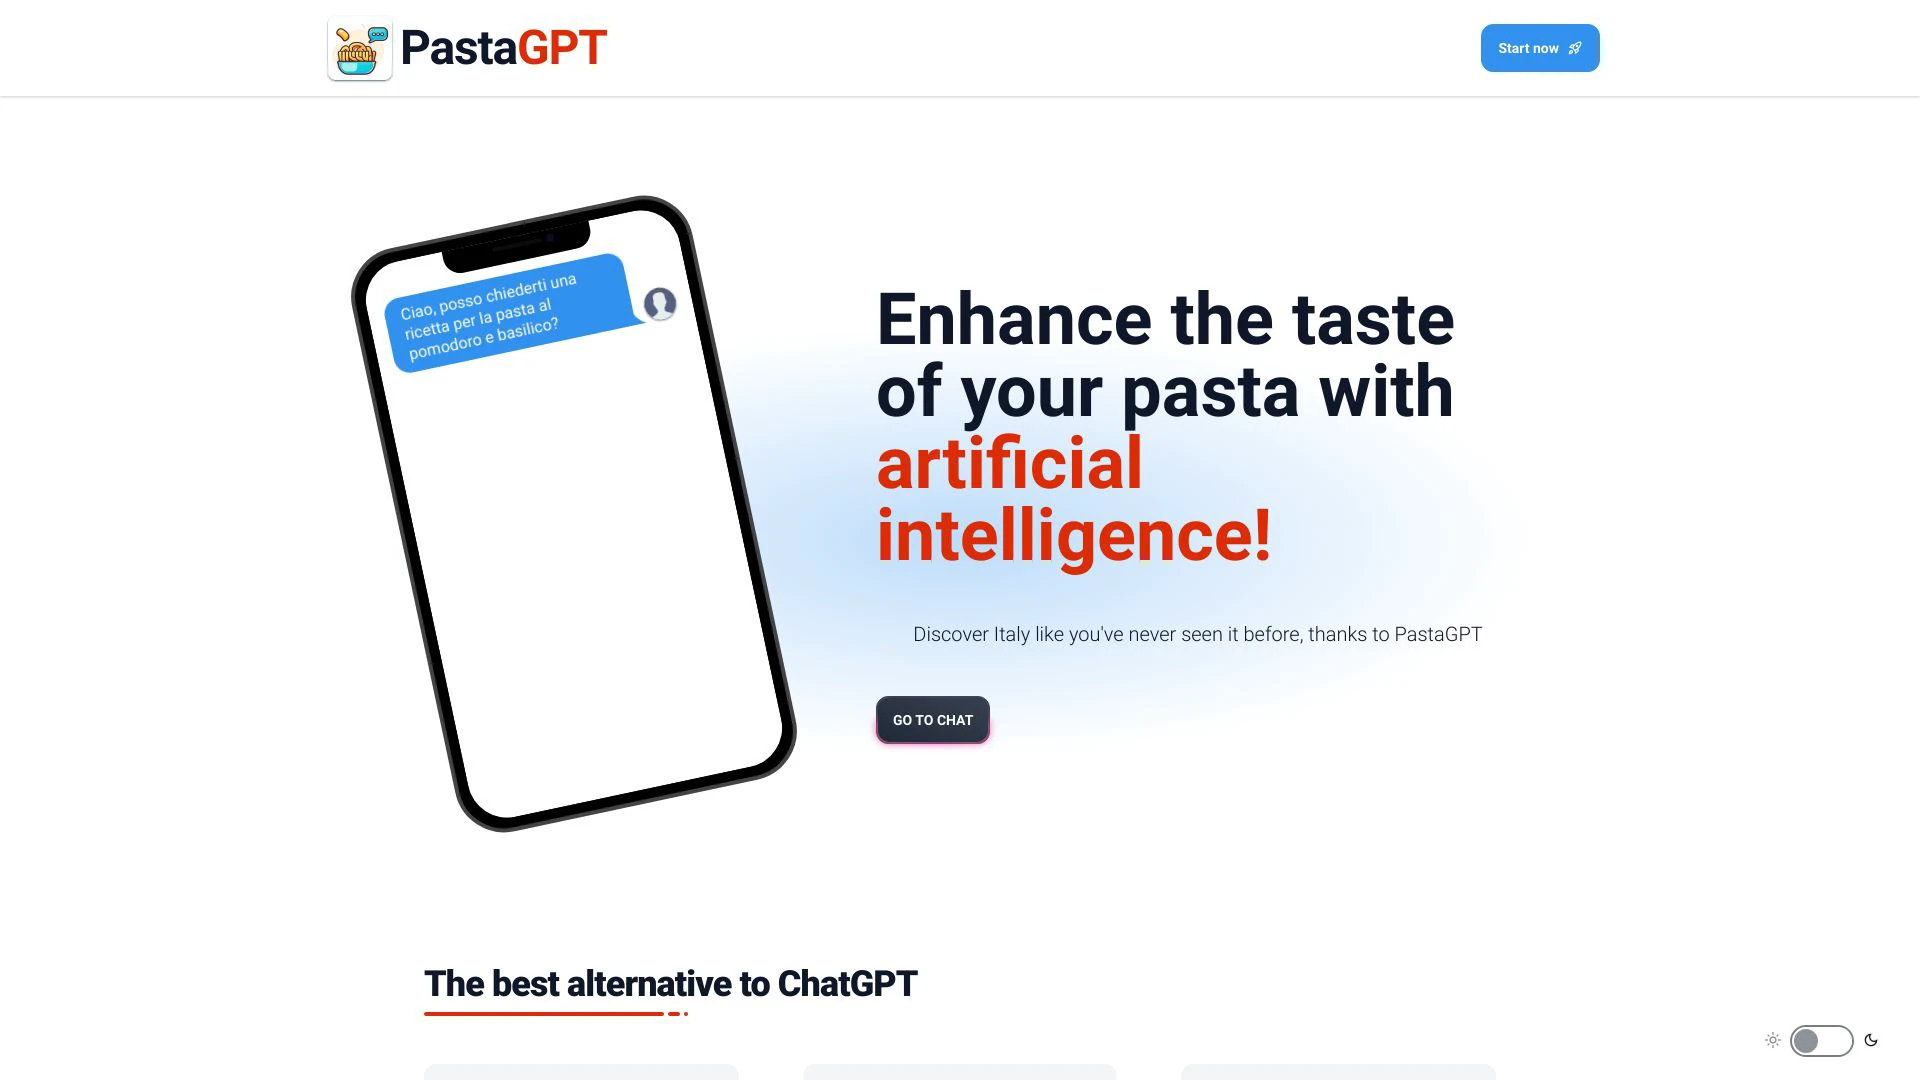 PastaGPT
Start now
Ciao, posso chiederti una
ricetta per la pasta al
pomodoro e basilico?
Enhance the taste
of your pasta with
artificial
intelligence!
Discover Italy like you've never seen it before, thanks to PastaGPT
GO TO CHAT
The best alternative to ChatGPT